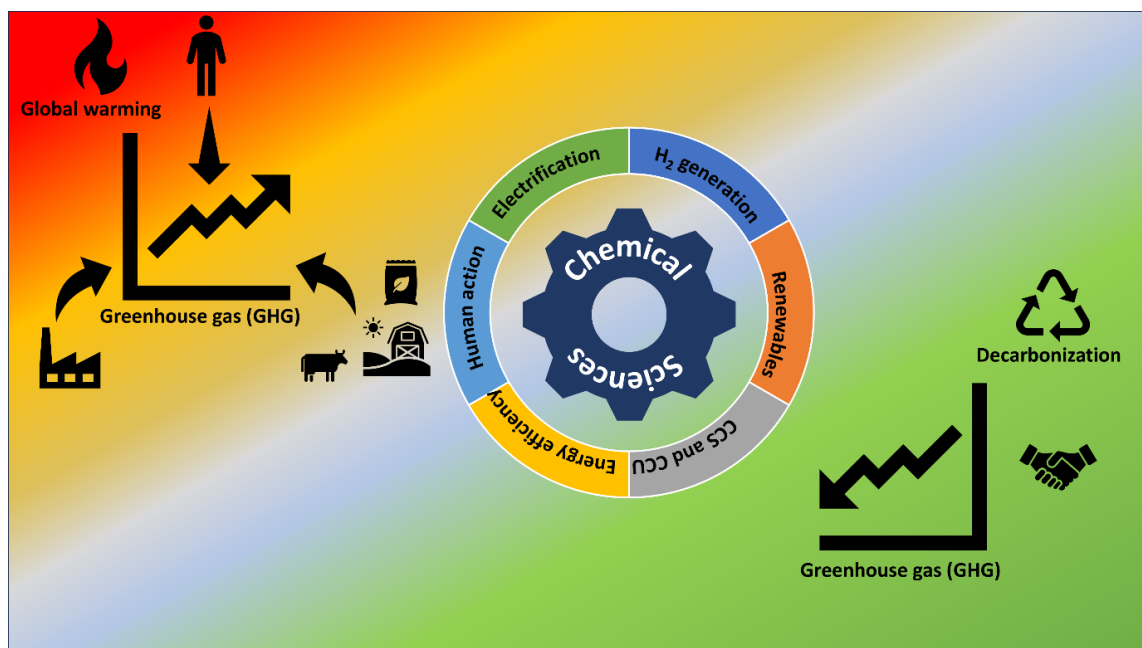 Global warming
Greenhouse gas (GHG)
Electrification
H₂ generation
Renewables
CCS and CCU
Energy efficiency
Human action
Chemical
Sciences
Decarbonization
Greenhouse gas (GHG)